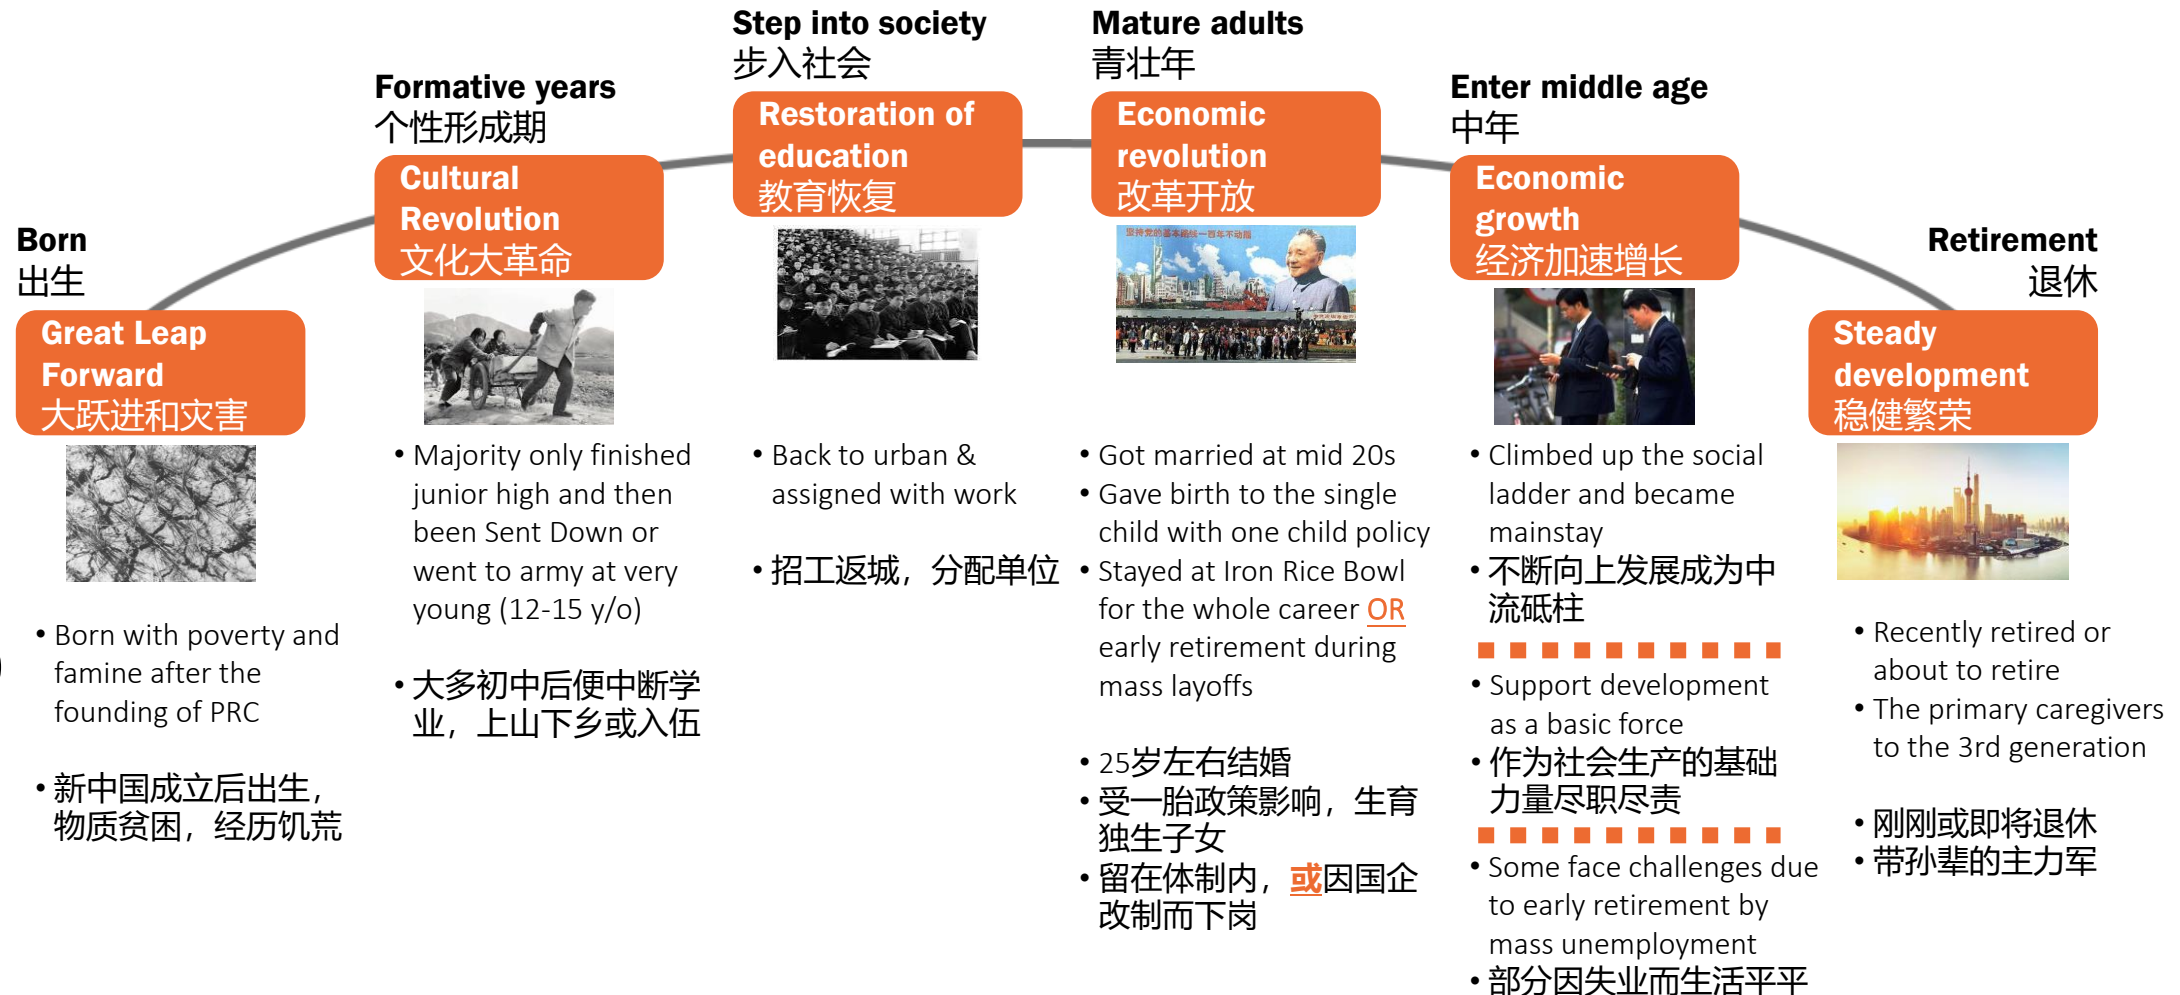 Born
出生
Great Leap
Forward
大跃进和灾害
• Born with poverty and
famine after the
founding of PRC
• 新中国成立后出生，
物质贫困，经历饥荒
Formative years
个性形成期
Cultural
Revolution
文化大革命
• Majority only finished
junior high and then
been Sent Down or
went to army at very
young (12-15 y/o)
• 大多初中后便中断学
业，上山下乡或入伍
Step into society
步入社会
Restoration of
education
教育恢复
• Back to urban &
assigned with work
• 招工返城，分配单位
Mature adults
青壮年
Economic
revolution
改革开放
坚持党的基本路线一百年不动摇
• Got married at mid 20s
• Gave birth to the single
child with one child policy
• Stayed at Iron Rice Bowl
for the whole career OR
early retirement during
mass layoffs
• 25岁左右结婚
• 受一胎政策影响，生育
独生子女
• 留在体制内，或因国企
改制而下岗
Enter middle age
中年
Economic
growth
经济加速增长
• Climbed up the social
ladder and became
mainstay
• 不断向上发展成为中
流砥柱
• Support development
as a basic force
• 作为社会生产的基础
力量尽职尽责
• Some face challenges due
to early retirement by
mass unemployment
• 部分因失业而生活平平
Retirement
退休
Steady
development
稳健繁荣
• Recently retired or
about to retire
• The primary caregivers
to the 3rd generation
• 刚刚或即将退休
• 带孙辈的主力军